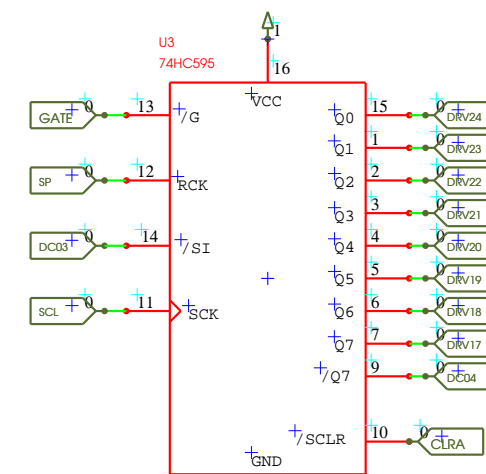 1
U3
74HC595
16
VCC
GATE 0 13 /G Q0 15 0 DRV24
Q1 1 0 DRV23
SP 0 12 RCK Q2 2 0 DRV22
Q3 3 0 DRV21
DC03 0 14 /SI Q4 4 0 DRV20
Q5 5 0 DRV19
SCL 0 11 SCK Q6 6 0 DRV18
Q7 7 0 DRV17
/Q7 9 0 DC04
/SCLR 10 0 CLRA
GND